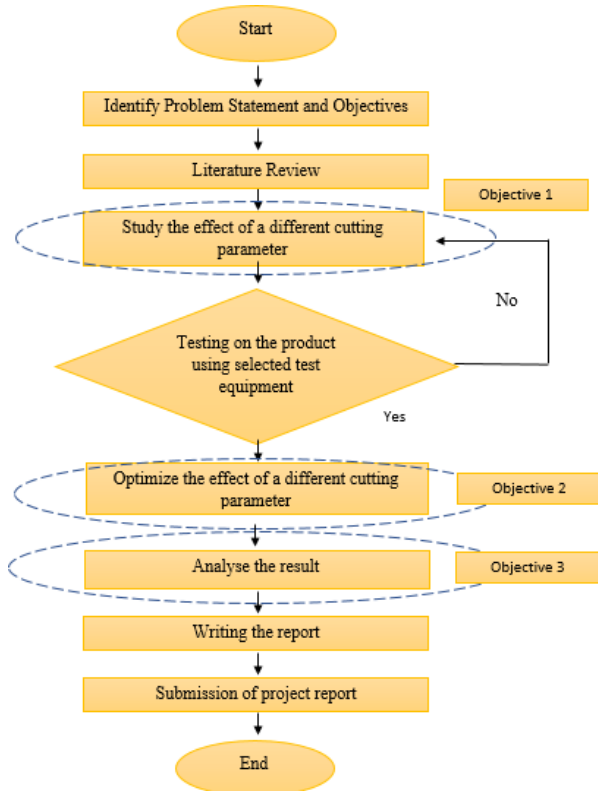 Start
Identify Problem Statement and Objectives
Literature Review
Objective 1
Study the effect of a different cutting
parameter
No
Testing on the product
using selected test
equipment
Yes
Optimize the effect of a different cutting
parameter
Objective 2
Analyse the result
Objective 3
Writing the report
Submission of project report
End